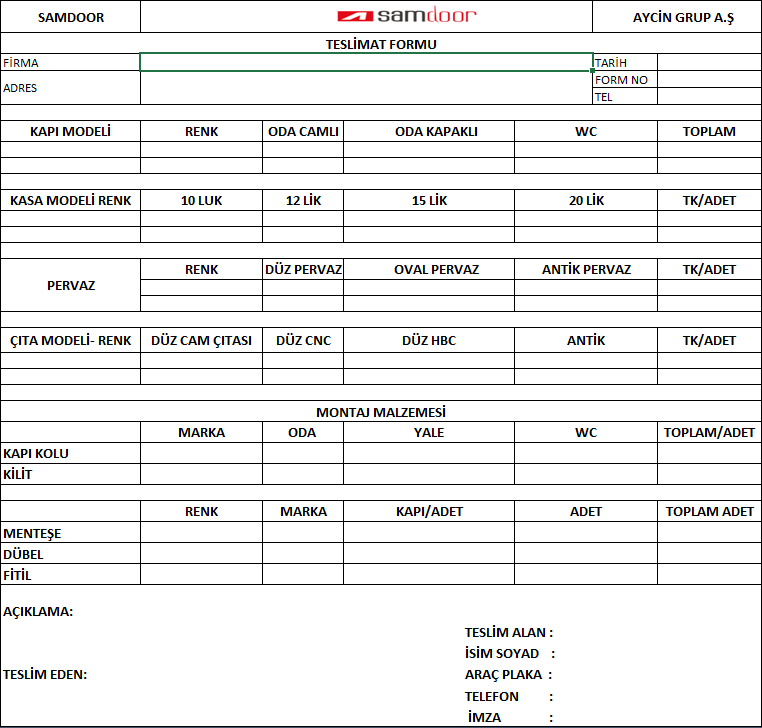 SAMDOOR samdoor AYCİN GRUP A.Ş
TESLİMAT FORMU
FİRMA TARİH
ADRES FORM NO
TEL
KAPI MODELİ RENK ODA CAMLI ODA KAPAKLI WC TOPLAM
KASA MODELİ RENK 10 LUK 12 LİK 15 LİK 20 LİK TK/ADET
PERVAZ RENK DÜZ PERVAZ OVAL PERVAZ ANTİK PERVAZ TK/ADET
ÇITA MODELİ- RENK DÜZ CAM ÇITASI DÜZ CNC DÜZ HBC ANTİK TK/ADET
MONTAJ MALZEMESİ
MARKA ODA YALE WC TOPLAM/ADET
KAPI KOLU
KİLİT
RENK MARKA KAPI/ADET ADET TOPLAM ADET
MENTEŞE
DÜBEL
FİTİL
AÇIKLAMA:
TESLİM ALAN :
İSİM SOYAD :
TESLİM EDEN: ARAÇ PLAKA :
TELEFON :
İMZA :